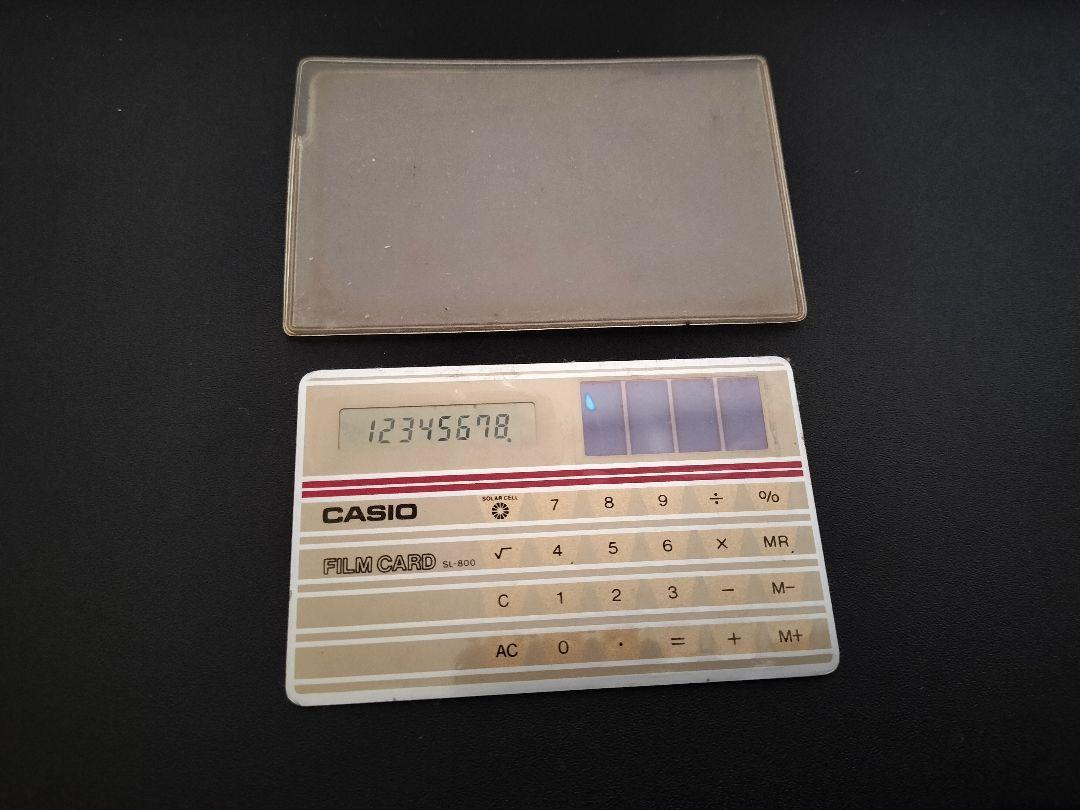 12345678.
CASIO SOLAR CELL 7 8 9 ÷ %
FILM CARD SL-800 √ 4 5 6 × MR
C 1 2 3 − M−
AC 0 · = + M+